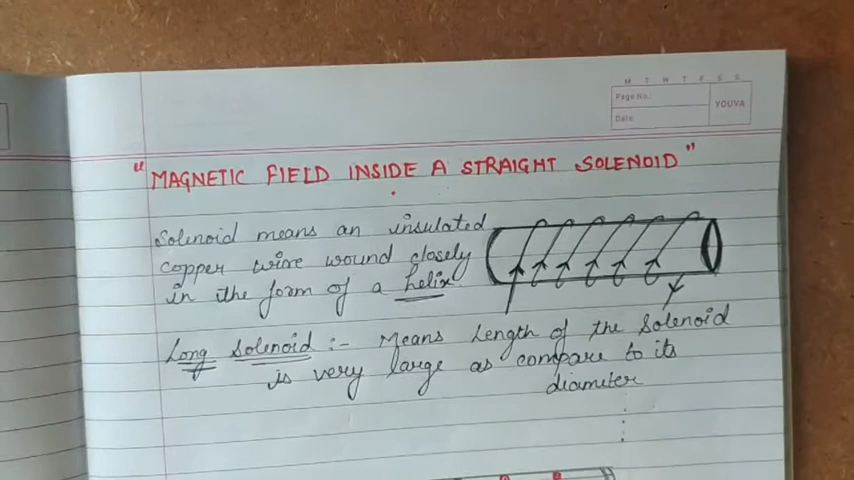 M T W T F S S
Page No.:
YOUVA
Date:
"MAGNETIC FIELD INSIDE A STRAIGHT SOLENOID"
Solenoid means an insulated
copper wire wound closely
in the form of a helix.
Long Solenoid :- Means Length of the Solenoid
is very large as compare to its
diameter